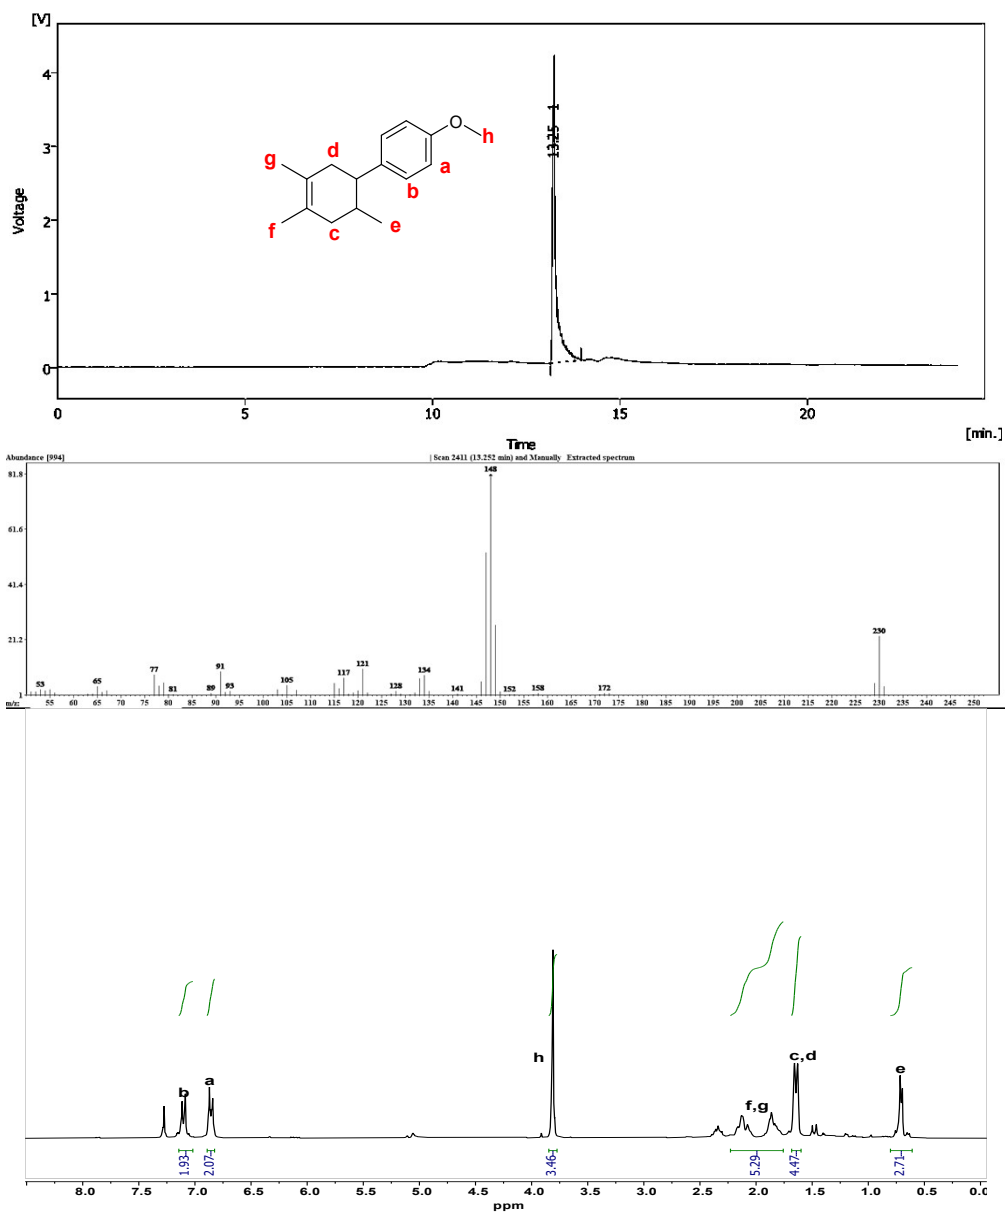 [V]
4
3
2
1
0
Voltage
13.25 1
O
h
g
d
a
b
f
c
e
0 5 10 15 20
Time
[min.]
Abundance [994]
| Scan 2411 (13.252 min) and Manually Extracted spectrum
81.8
61.6
41.4
21.2
1
148
230
53 65 77 81 89 91 93 105 117 121 128 134 141 152 158 172
m/z:
55 60 65 70 75 80 85 90 95 100 105 110 115 120 125 130 135 140 145 150 155 160 165 170 175 180 185 190 195 200 205 210 215 220 225 230 235 240 245 250
b a h f,g c,d e
1.93 2.07 3.46 5.29 4.47 2.71
8.0 7.5 7.0 6.5 6.0 5.5 5.0 4.5 4.0 3.5 3.0 2.5 2.0 1.5 1.0 0.5 0.0
ppm